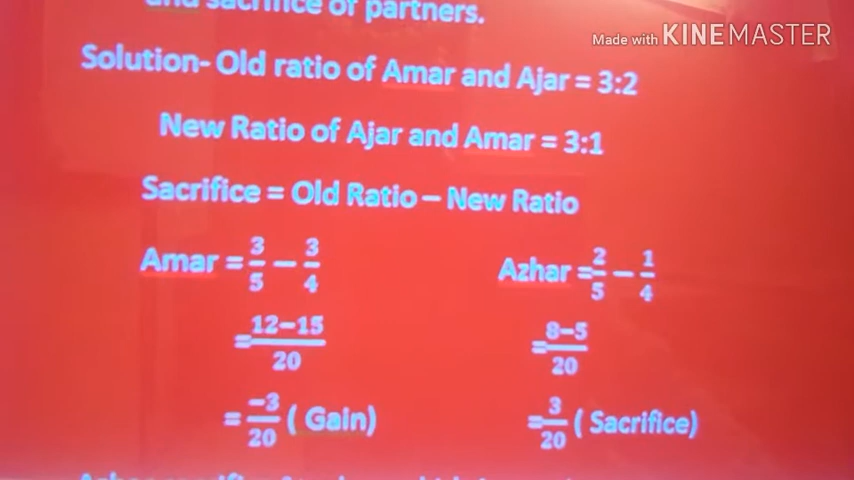 and sacrifice of partners.
Made with KINEMASTER
Solution- Old ratio of Amar and Ajar = 3:2
New Ratio of Ajar and Amar = 3:1
Sacrifice = Old Ratio – New Ratio
Amar = 3/5 − 3/4
= 12−15/20
= −3/20 ( Gain)
Azhar = 2/5 − 1/4
= 8−5/20
= 3/20 ( Sacrifice)